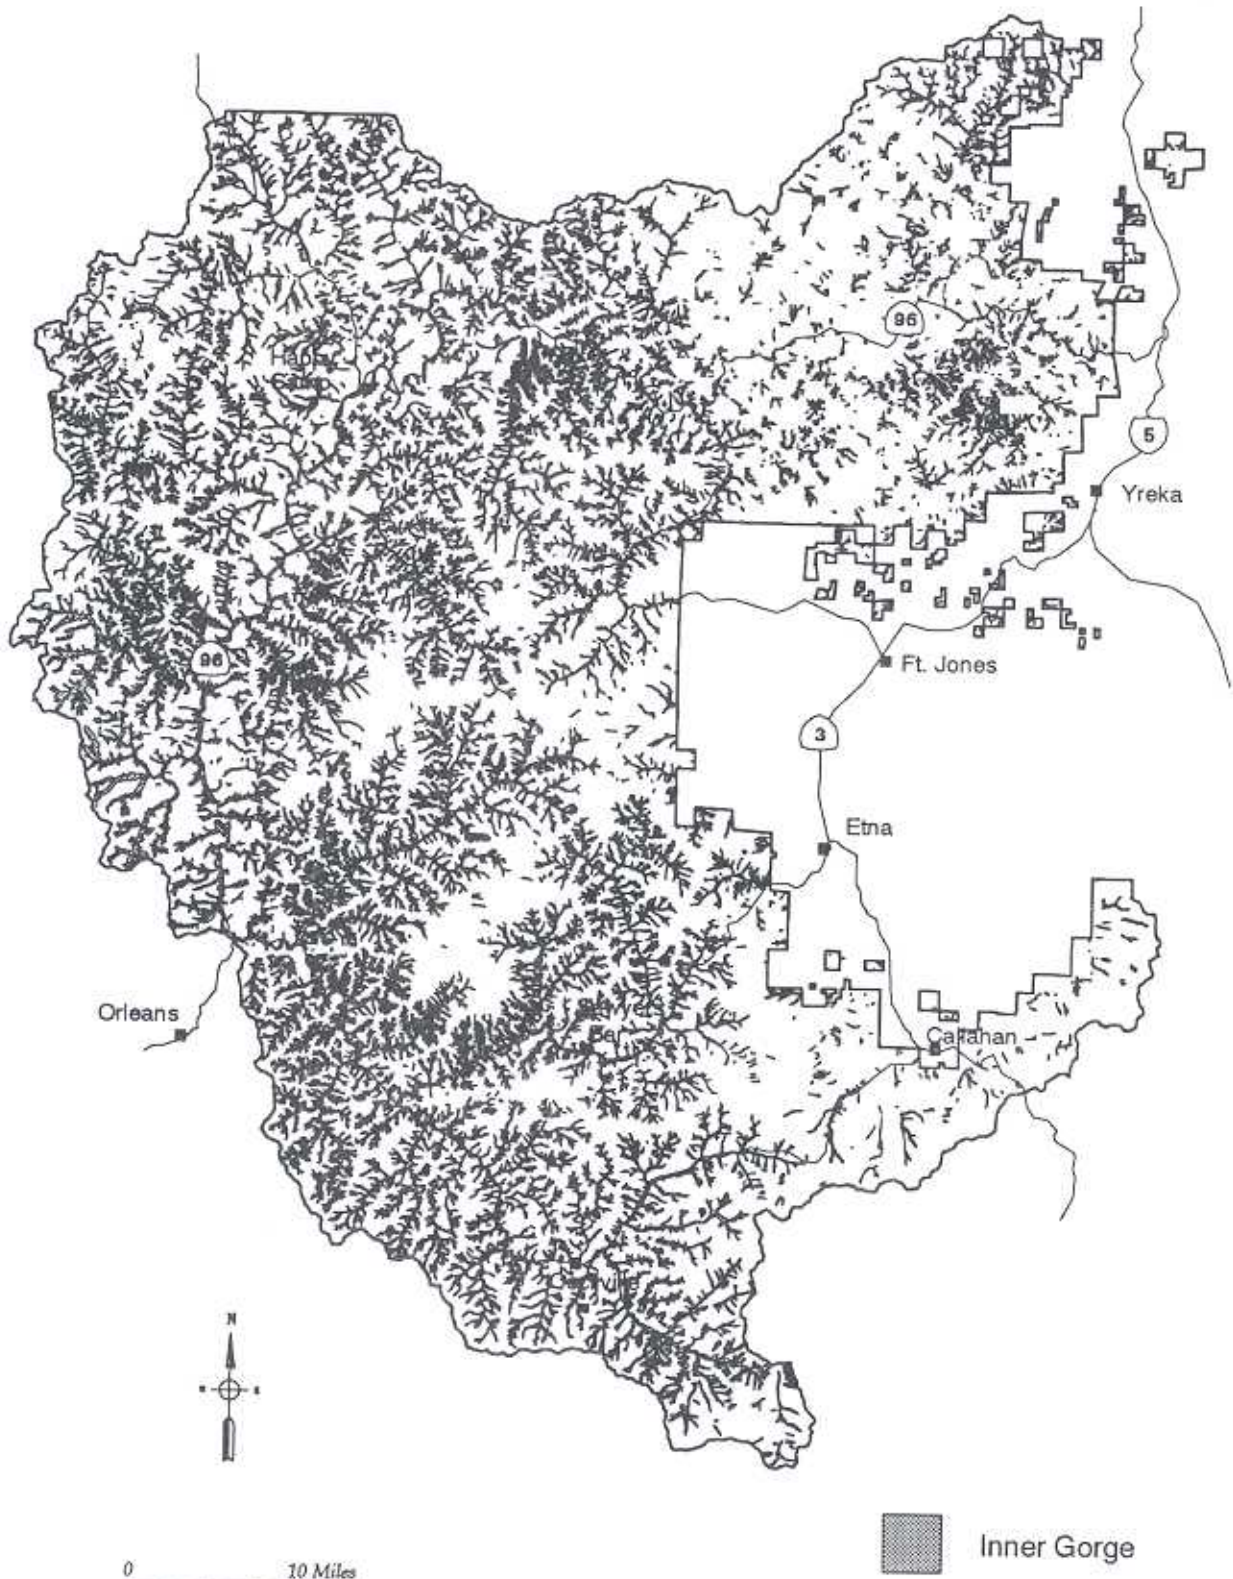 96
5
Yreka
96
Ft. Jones
3
Etna
Orleans
Callahan
N
Inner Gorge
0 10 Miles